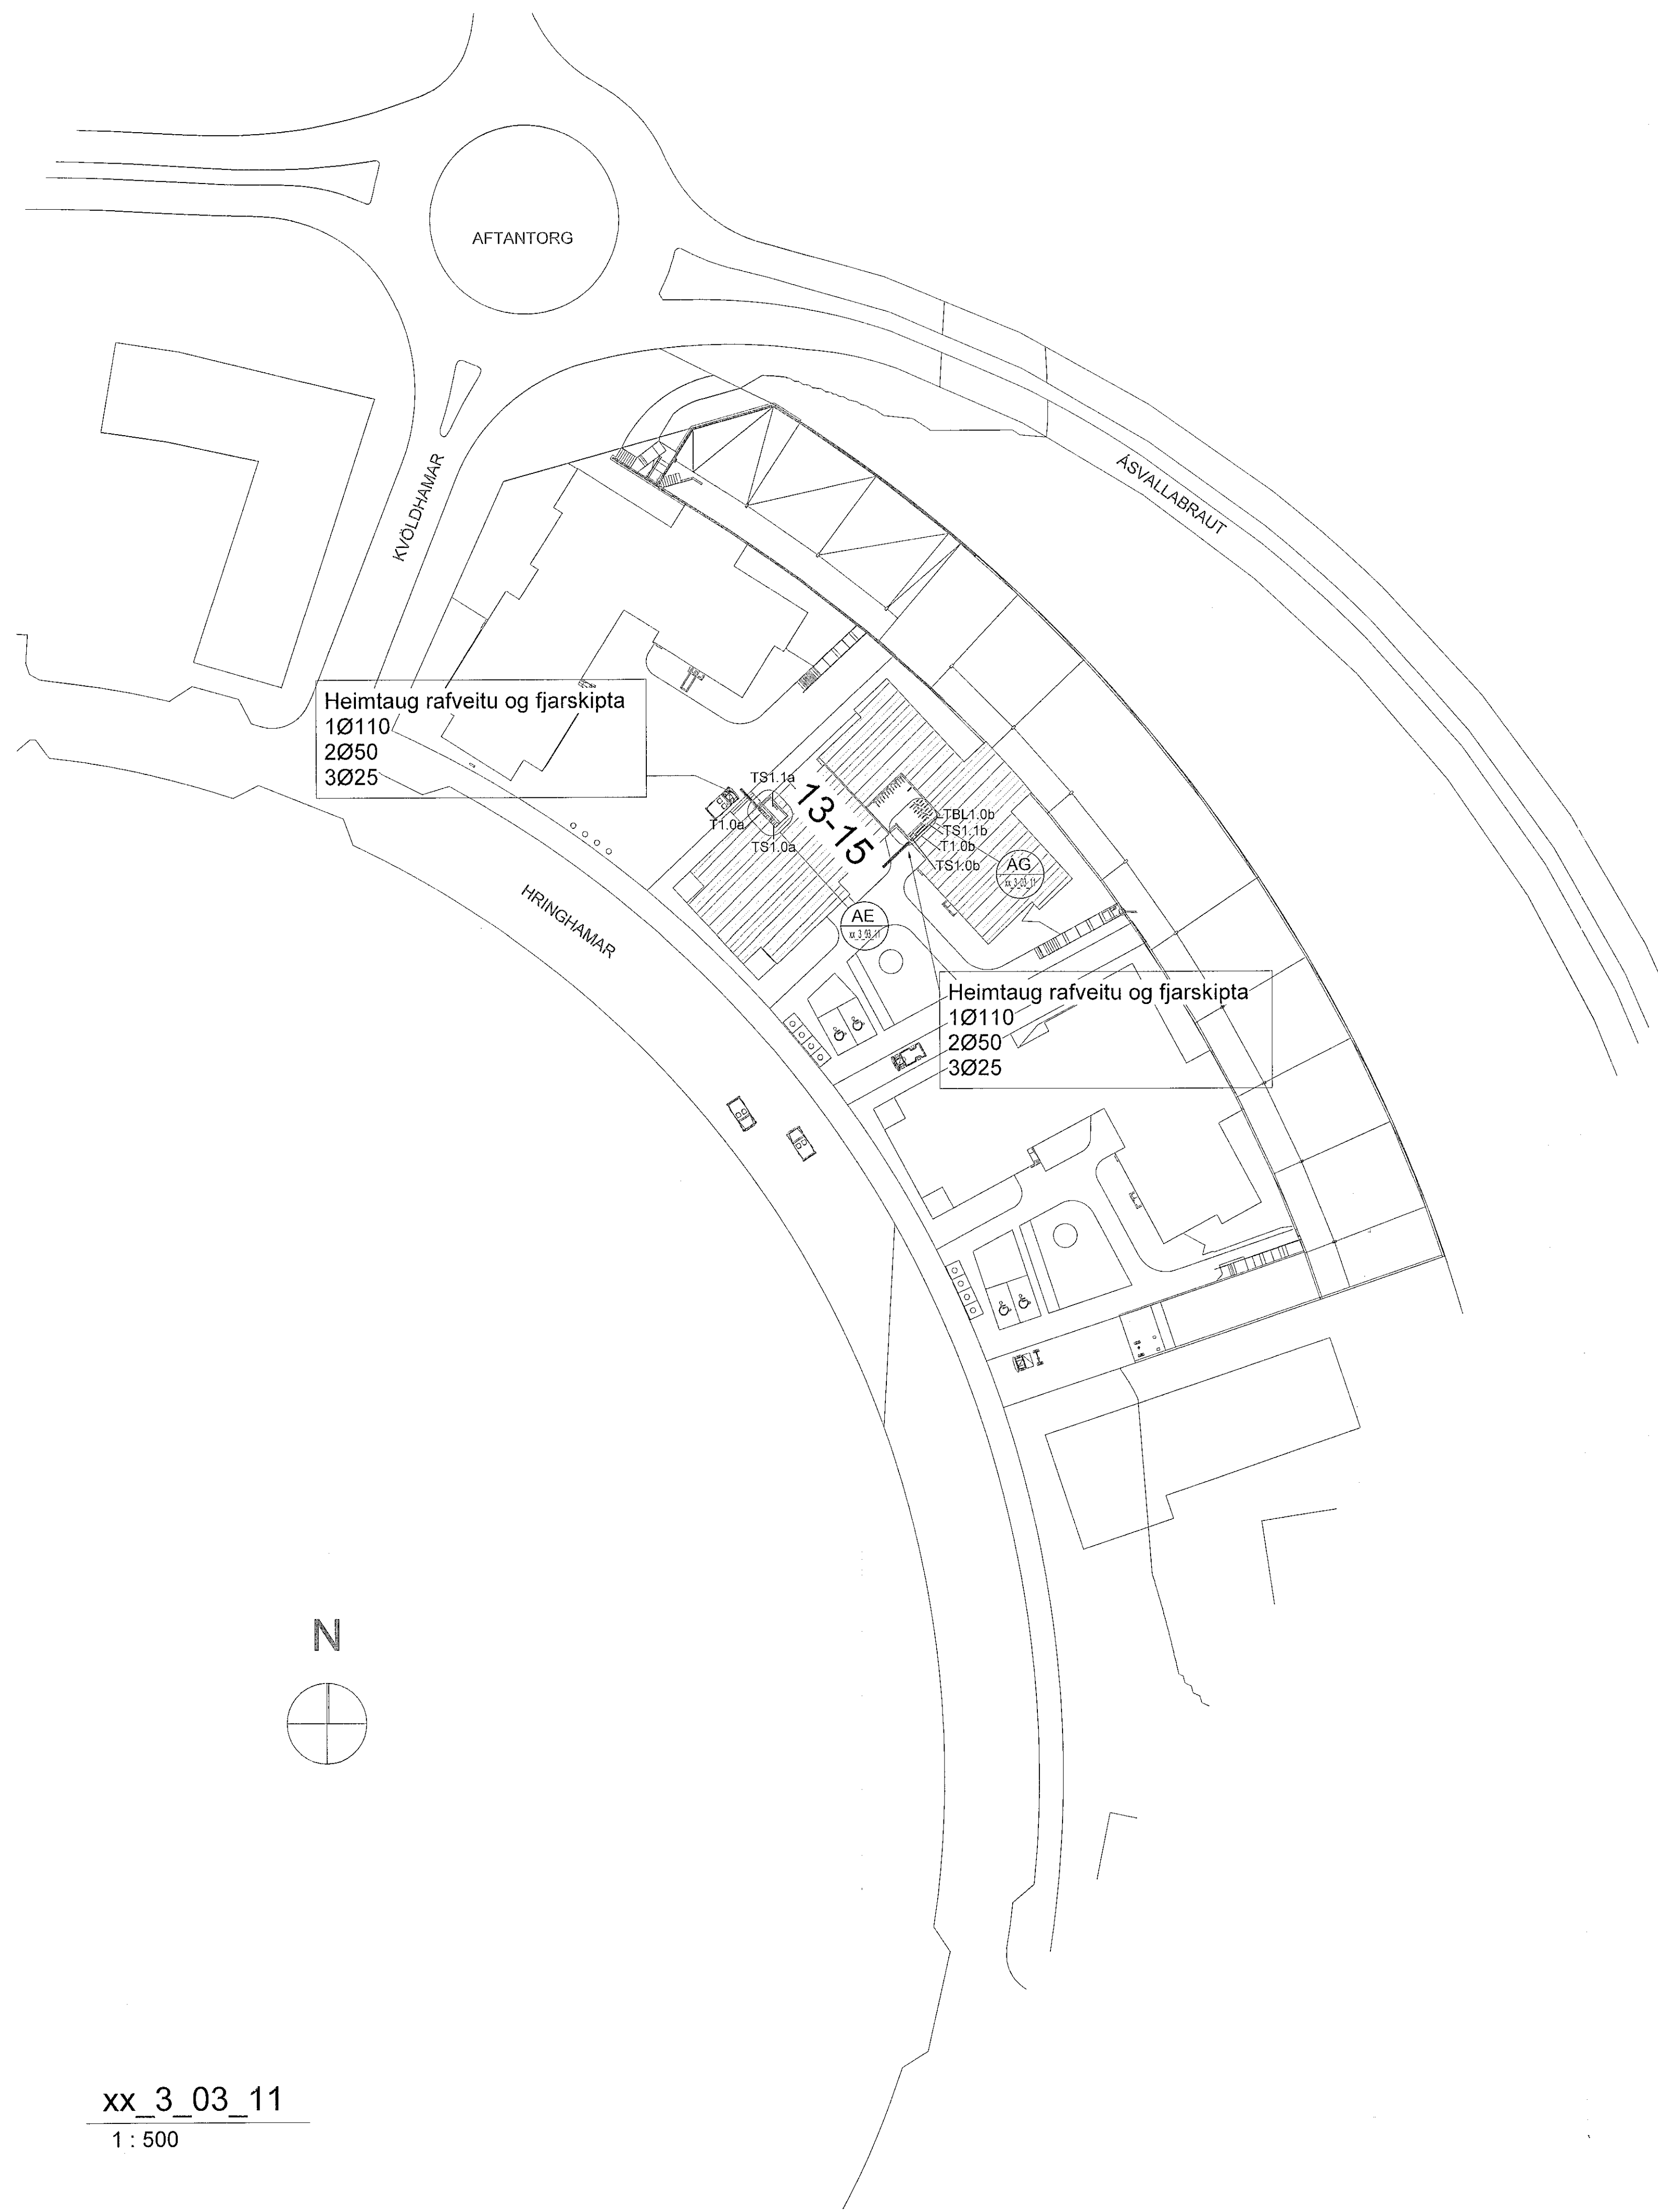 AFTANTORG
KVÖLDHAMAR
ÁSVALLABRAUT
Heimtaug rafveitu og fjarskipta
1Ø110
2Ø50
3Ø25
TS1.1a
T1.0a
TS1.0a
13-15
TBL1.0b
TS1.1b
T1.0b
TS1.0b
AG
xx_3_03_11
AE
xx_3_03_11
HRINGHAMAR
Heimtaug rafveitu og fjarskipta
1Ø110
2Ø50
3Ø25
N
xx_3_03_11
1 : 500